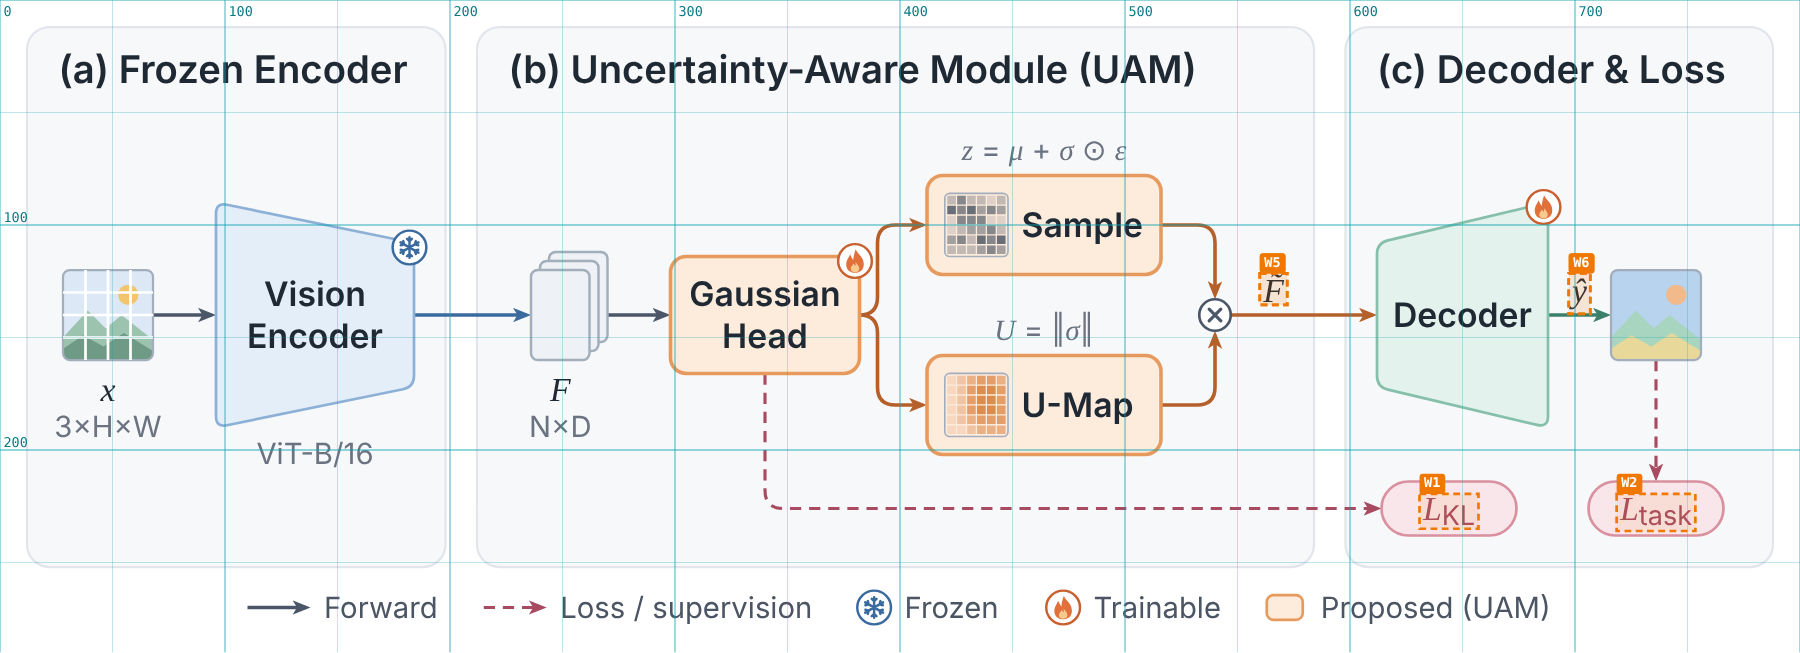 0 100 200 300 400 500 600 700
(a) Frozen Encoder
(b) Uncertainty-Aware Module (UAM)
(c) Decoder & Loss
z = μ + σ ⊙ ε
100
Sample
W5
W6
F̃
ŷ
Vision
Encoder
Gaussian
Head
U = ‖σ‖
Decoder
x
3×H×W
F
N×D
U-Map
200
ViT-B/16
W1
W2
L_KL
L_task
Forward
Loss / supervision
Frozen
Trainable
Proposed (UAM)